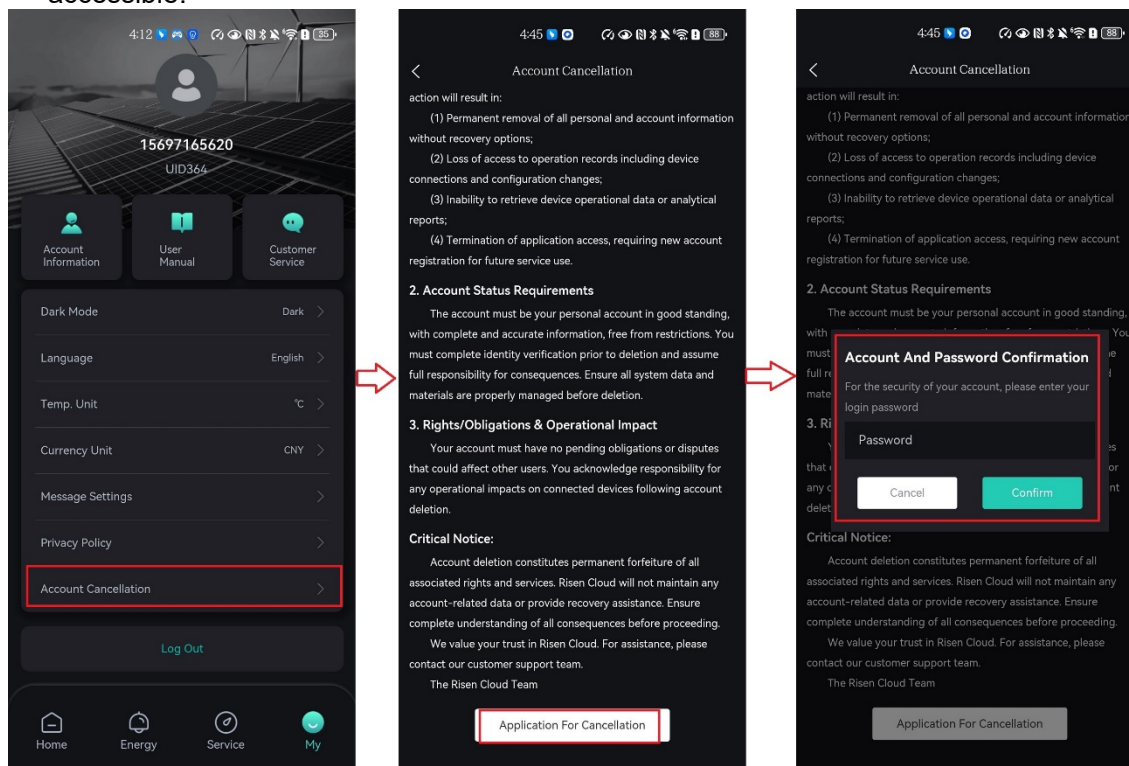 accessible.
4:12 35
15697165620
UID364
Account
Information
User
Manual
Customer
Service
Dark Mode Dark
Language English
Temp. Unit °C
Currency Unit CNY
Message Settings
Privacy Policy
Account Cancellation
Log Out
Home Energy Service My
4:45 88
Account Cancellation
action will result in:
(1) Permanent removal of all personal and account information
without recovery options;
(2) Loss of access to operation records including device
connections and configuration changes;
(3) Inability to retrieve device operational data or analytical
reports;
(4) Termination of application access, requiring new account
registration for future service use.
2. Account Status Requirements
The account must be your personal account in good standing,
with complete and accurate information, free from restrictions. You
must complete identity verification prior to deletion and assume
full responsibility for consequences. Ensure all system data and
materials are properly managed before deletion.
3. Rights/Obligations & Operational Impact
Your account must have no pending obligations or disputes
that could affect other users. You acknowledge responsibility for
any operational impacts on connected devices following account
deletion.
Critical Notice:
Account deletion constitutes permanent forfeiture of all
associated rights and services. Risen Cloud will not maintain any
account-related data or provide recovery assistance. Ensure
complete understanding of all consequences before proceeding.
We value your trust in Risen Cloud. For assistance, please
contact our customer support team.
The Risen Cloud Team
Application For Cancellation
4:45 88
Account Cancellation
action will result in:
(1) Permanent removal of all personal and account information
without recovery options;
(2) Loss of access to operation records including device
connections and configuration changes;
(3) Inability to retrieve device operational data or analytical
reports;
(4) Termination of application access, requiring new account
registration for future service use.
2. Account Status Requirements
The account must be your personal account in good standing,
with You
must
full
mate
3. Ri
that
any
delet
Account And Password Confirmation
For the security of your account, please enter your
login password
Password
Cancel Confirm
Critical Notice:
Account deletion constitutes permanent forfeiture of all
associated rights and services. Risen Cloud will not maintain any
account-related data or provide recovery assistance. Ensure
complete understanding of all consequences before proceeding.
We value your trust in Risen Cloud. For assistance, please
contact our customer support team.
The Risen Cloud Team
Application For Cancellation